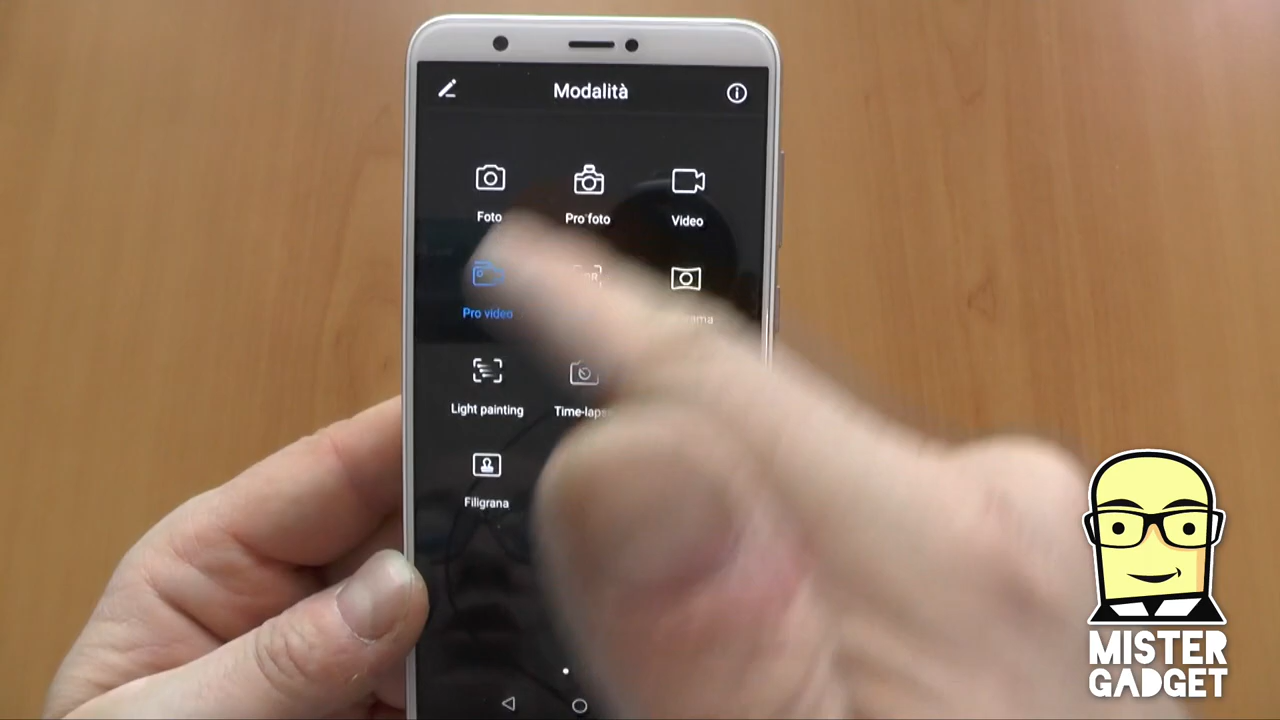 Modalità
Foto
Pro foto
Video
Pro video
Light painting
Filigrana
MISTER
GADGET